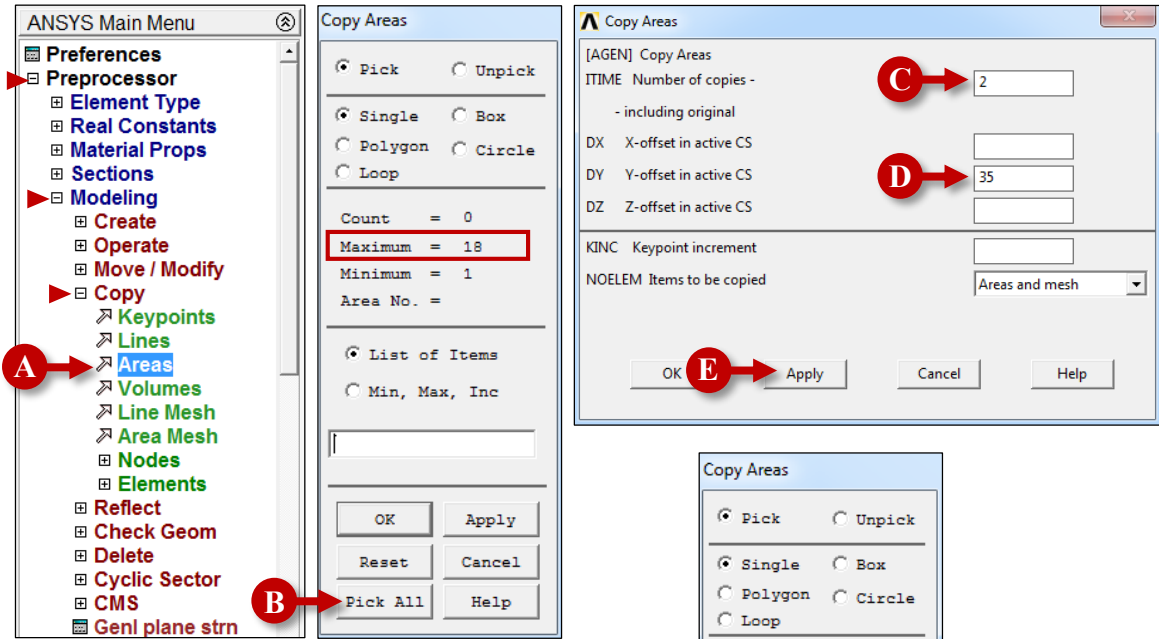 ANSYS Main Menu
Preferences
Preprocessor
Element Type
Real Constants
Material Props
Sections
Modeling
Create
Operate
Move / Modify
Copy
Keypoints
Lines
A
Areas
Volumes
Line Mesh
Area Mesh
Nodes
Elements
Reflect
Check Geom
Delete
Cyclic Sector
CMS
Genl plane strn
Copy Areas
Pick Unpick
Single Box
Polygon Circle
Loop
Count = 0
Maximum = 18
Minimum = 1
Area No. =
List of Items
Min, Max, Inc
OK Apply
Reset Cancel
B Pick All Help
Copy Areas
[AGEN] Copy Areas
ITIME Number of copies - C 2
- including original
DX X-offset in active CS
DY Y-offset in active CS D 35
DZ Z-offset in active CS
KINC Keypoint increment
NOELEM Items to be copied Areas and mesh
OK E Apply Cancel Help
Copy Areas
Pick Unpick
Single Box
Polygon Circle
Loop